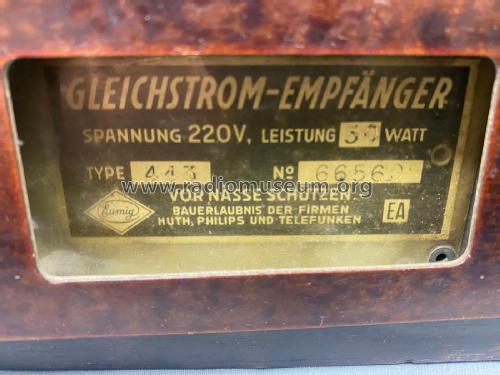 GLEICHSTROM-EMPFÄNGER
SPANNUNG 220V, LEISTUNG 30 WATT
TYPE 443 No 66569
www.radiomuseum.org
VOR NÄSSE SCHÜTZEN.
Eumig
BAUERLAUBNIS DER FIRMEN
HUTH, PHILIPS UND TELEFUNKEN
EA